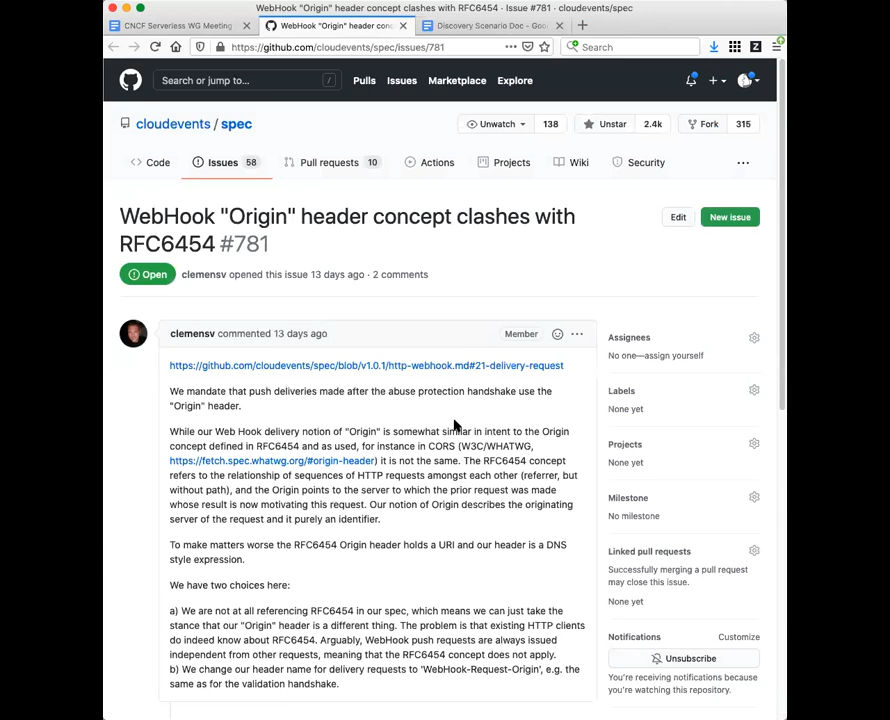 WebHook "Origin" header concept clashes with RFC6454 · Issue #781 · cloudevents/spec
CNCF Serverless WG Meeting
WebHook "Origin" header conc
Discovery Scenario Doc - Goo
https://github.com/cloudevents/spec/issues/781
Search
Z
Search or jump to...
/
Pulls
Issues
Marketplace
Explore
cloudevents / spec
Unwatch
138
Unstar
2.4k
Fork
315
Code
Issues 58
Pull requests 10
Actions
Projects
Wiki
Security
WebHook "Origin" header concept clashes with
RFC6454 #781
Edit
New issue
Open
clemensv opened this issue 13 days ago · 2 comments
clemensv commented 13 days ago
Member
https://github.com/cloudevents/spec/blob/v1.0.1/http-webhook.md#21-delivery-request
We mandate that push deliveries made after the abuse protection handshake use the
"Origin" header.
While our Web Hook delivery notion of "Origin" is somewhat similar in intent to the Origin
concept defined in RFC6454 and as used, for instance in CORS (W3C/WHATWG,
https://fetch.spec.whatwg.org/#origin-header) it is not the same. The RFC6454 concept
refers to the relationship of sequences of HTTP requests amongst each other (referrer, but
without path), and the Origin points to the server to which the prior request was made
whose result is now motivating this request. Our notion of Origin describes the originating
server of the request and it purely an identifier.
To make matters worse the RFC6454 Origin header holds a URI and our header is a DNS
style expression.
We have two choices here:
a) We are not at all referencing RFC6454 in our spec, which means we can just take the
stance that our "Origin" header is a different thing. The problem is that existing HTTP clients
do indeed know about RFC6454. Arguably, WebHook push requests are always issued
independent from other requests, meaning that the RFC6454 concept does not apply.
b) We change our header name for delivery requests to 'WebHook-Request-Origin', e.g. the
same as for the validation handshake.
Assignees
No one—assign yourself
Labels
None yet
Projects
None yet
Milestone
No milestone
Linked pull requests
Successfully merging a pull request
may close this issue.
None yet
Notifications
Customize
Unsubscribe
You're receiving notifications because
you're watching this repository.